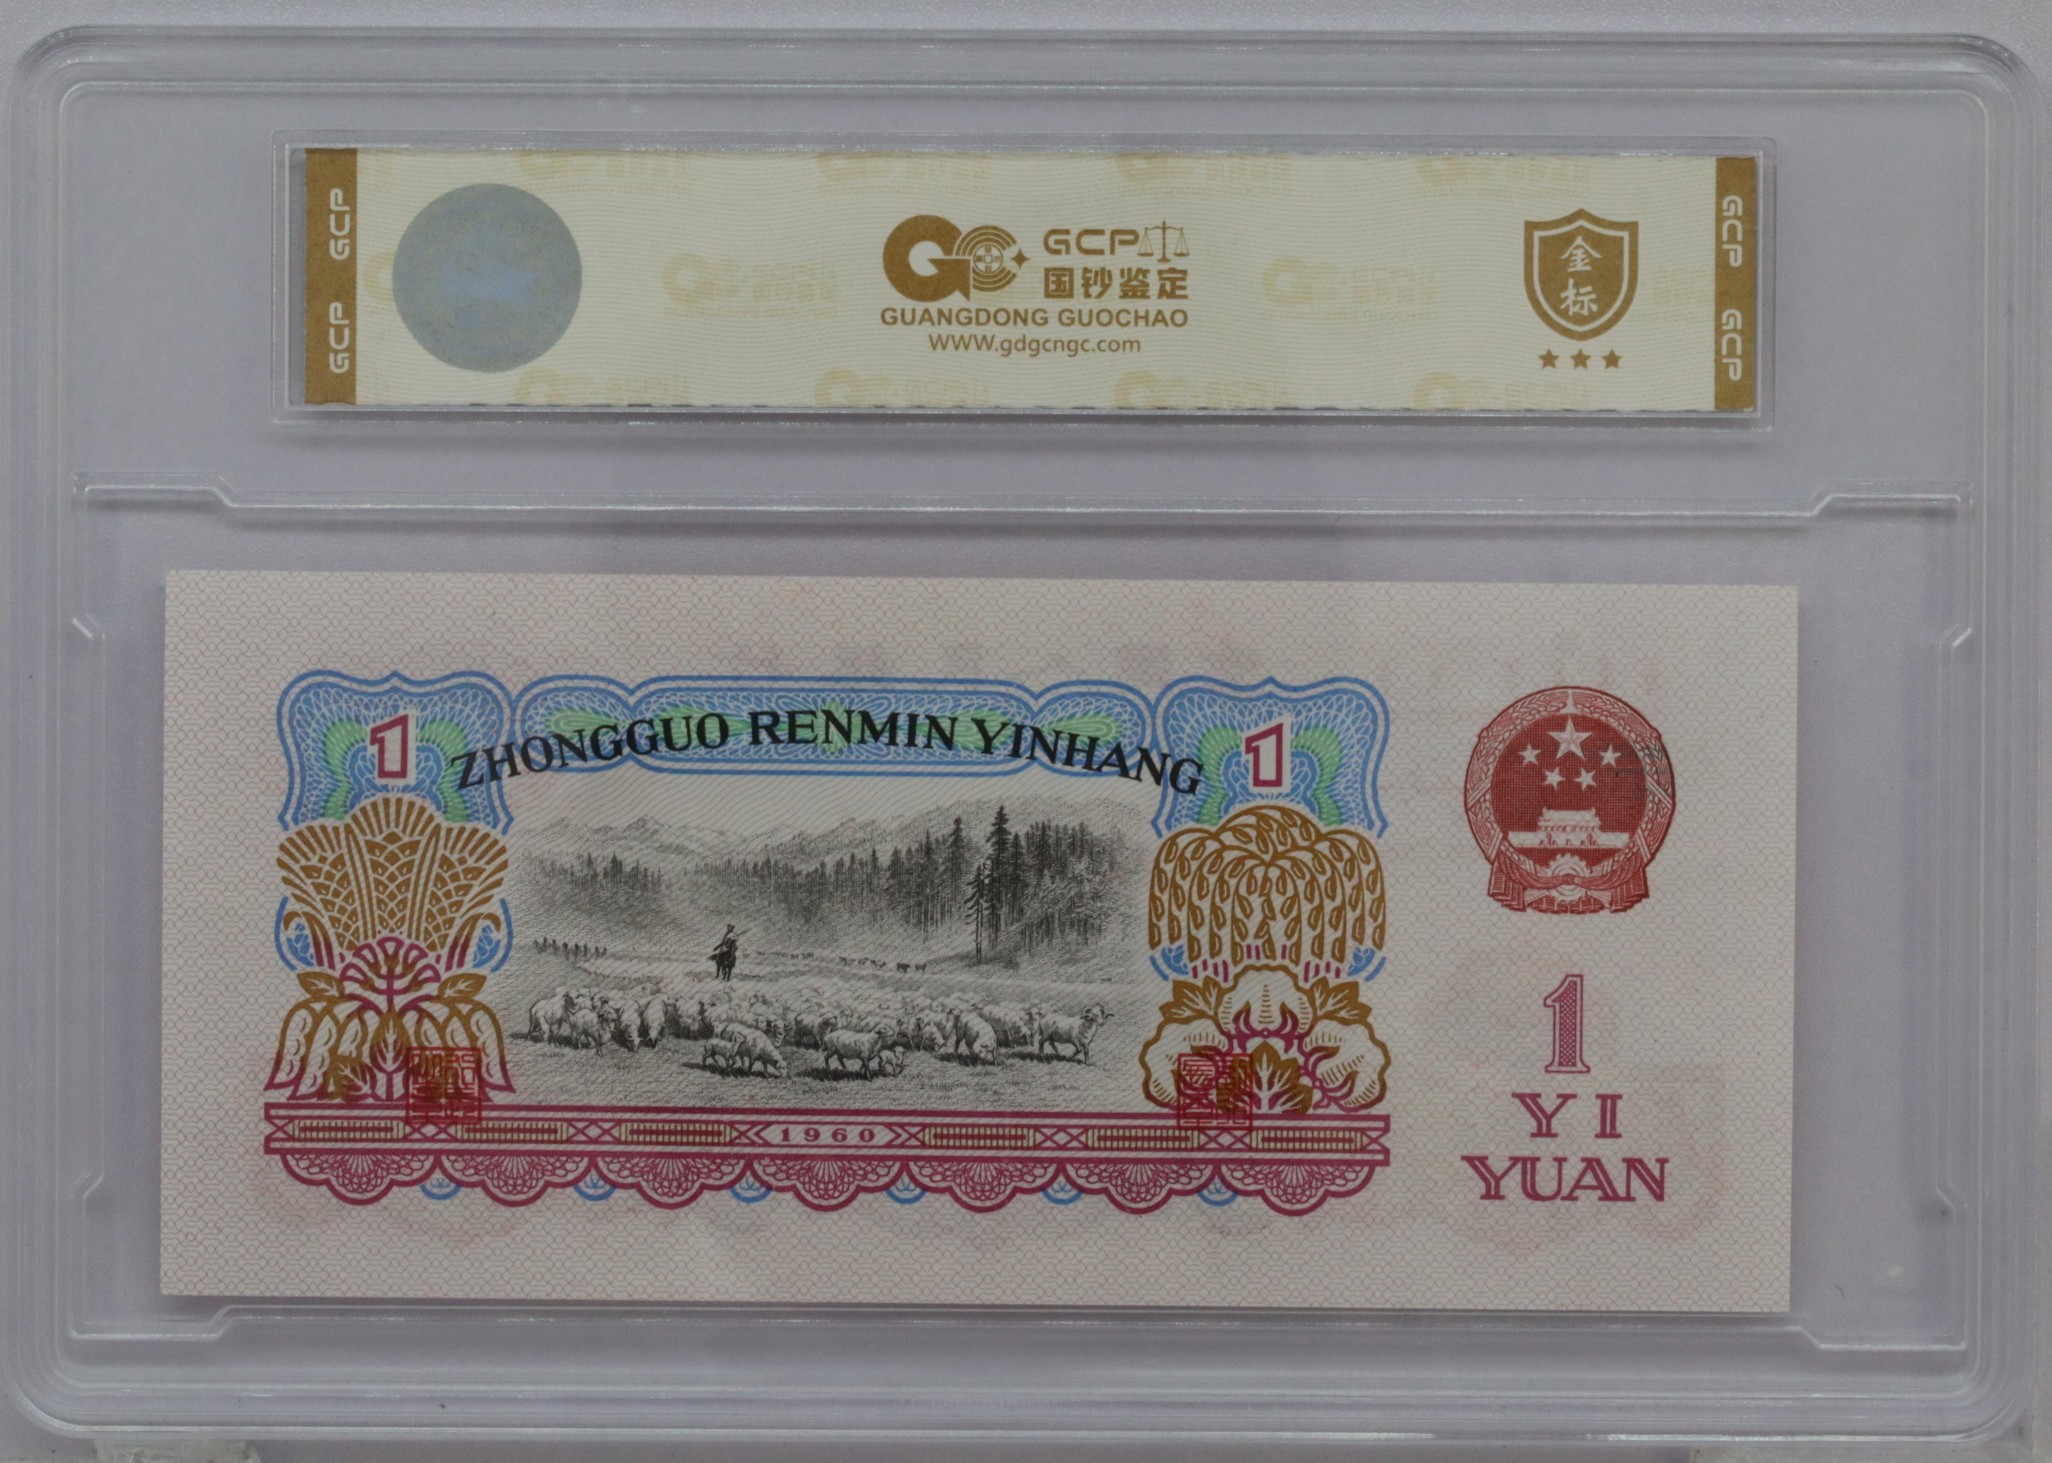 GCP GCP
GCP
国钞鉴定
GUANGDONG GUOCHAO
WWW.gdgcngc.com
金
标
GCP GCP
1
ZHONGGUO RENMIN YINHANG
1
1960
1
YI
YUAN